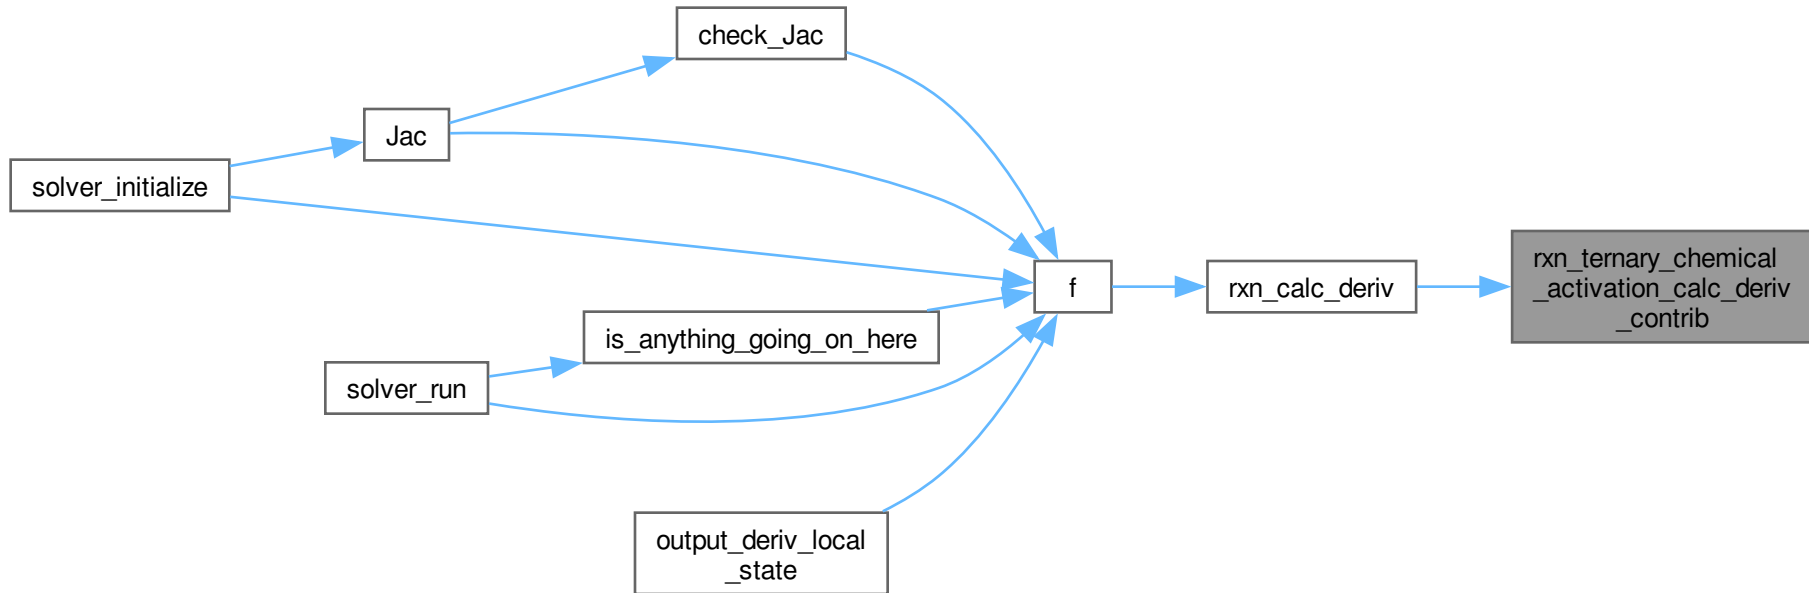 check_Jac
Jac
solver_initialize
f
rxn_calc_deriv
rxn_ternary_chemical
_activation_calc_deriv
_contrib
is_anything_going_on_here
solver_run
output_deriv_local
_state